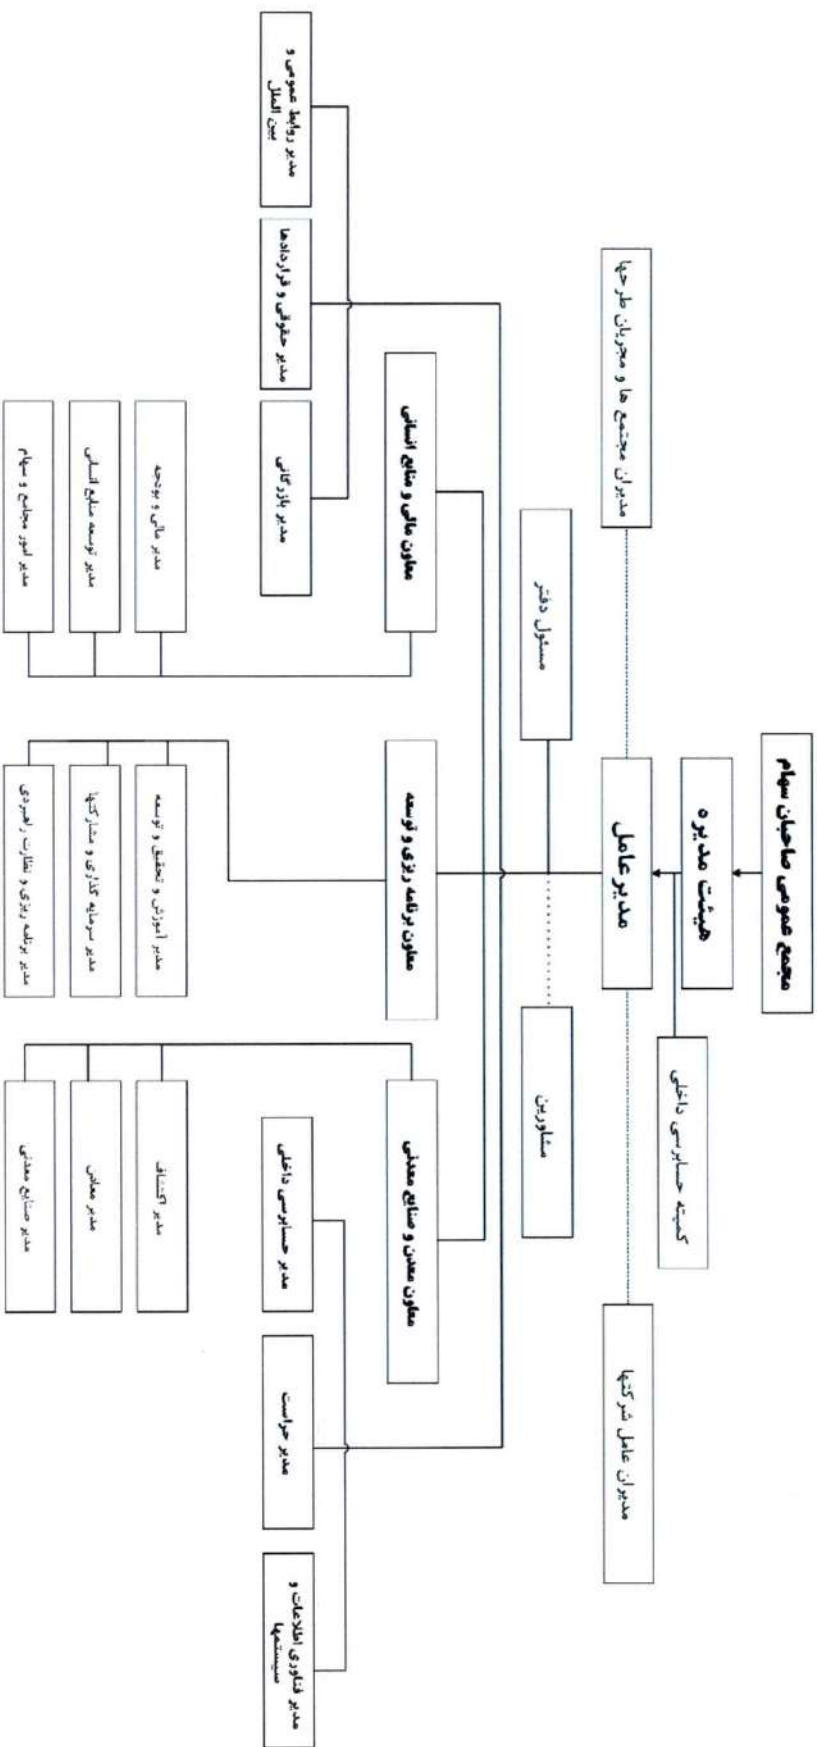 مجمع عمومی صاحبان سهام
هیئت مدیره
کمیته حسابرسی داخلی
مدیران مجتمع ها و مجریان طرحها
مدیر عامل
مدیران عامل شرکتها
مسئول دفتر
مشاورین
معاون مالی و منابع انسانی
معاون برنامه ریزی و توسعه
معاون معدن و صنایع معدنی
مدیر روابط عمومی و
بین الملل
مدیر حقوقی و قراردادها
مدیر بازرگانی
مدیر حسابرسی داخلی
مدیر حراست
مدیر فناوری اطلاعات و
سیستمها
مدیر مالی و بودجه
مدیر آموزش و تحقیق و توسعه
مدیر اکتشاف
مدیر توسعه منابع انسانی
مدیر سرمایه گذاری و مشارکتها
مدیر معادن
مدیر امور مجامع و سهام
مدیر برنامه ریزی و نظارت راهبردی
مدیر صنایع معدنی